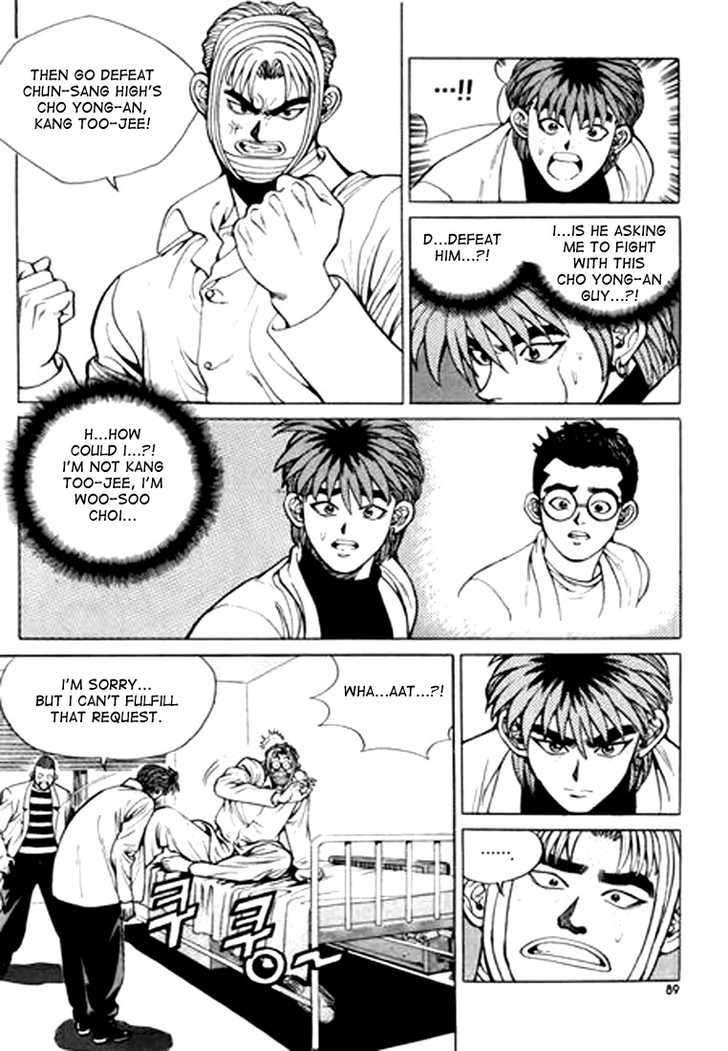 THEN GO DEFEAT
CHUN-SANG HIGH'S
CHO YONG-AN,
KANG TOO-JEE!
...!!
I...IS HE ASKING
ME TO FIGHT
WITH THIS
CHO YONG-AN
GUY...?!
D...DEFEAT
HIM...?!
H...HOW
COULD I...?!
I'M NOT KANG
TOO-JEE, I'M
WOO-SOO
CHOI...
I'M SORRY...
BUT I CAN'T FULFILL
THAT REQUEST.
WHA...AAT...?!
쿠쿠
......
89